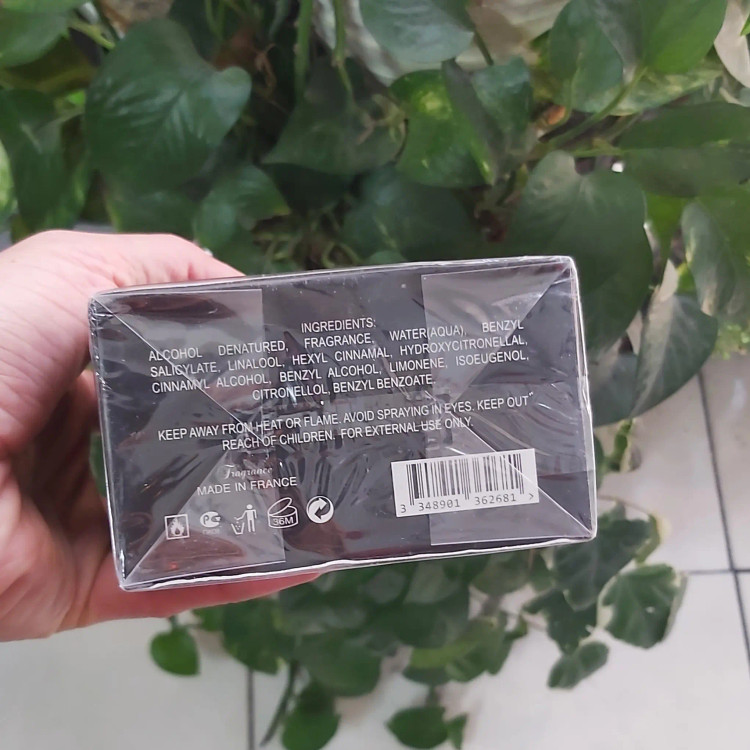 INGREDIENTS:
ALCOHOL DENATURED, FRAGRANCE, WATER(AQUA), BENZYL
SALICYLATE, LINALOOL, HEXYL CINNAMAL, HYDROXYCITRONELLAL,
CINNAMYL ALCOHOL, BENZYL ALCOHOL, LIMONENE, ISOEUGENOL,
CITRONELLOL, BENZYL BENZOATE.
KEEP AWAY FRON HEAT OR FLAME. AVOID SPRAYING IN EYES. KEEP OUT
REACH OF CHILDREN. FOR EXTERNAL USE ONLY.
Fragrance
MADE IN FRANCE
36M
3 348901 362681 >